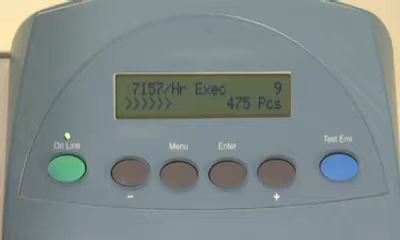 7157/Hr Exec 9
>>>>>> 475 Pcs
On Line Menu Enter Test Env
- +